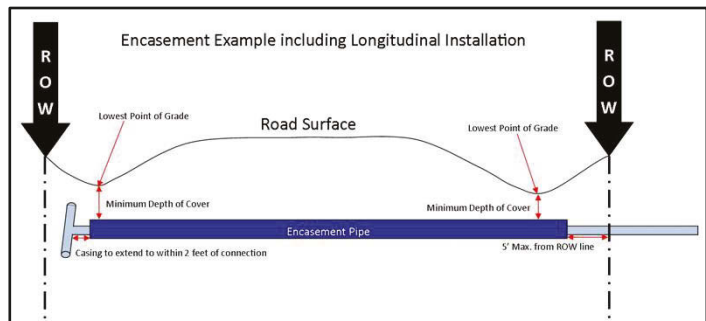 Encasement Example including Longitudinal Installation
ROW
ROW
Lowest Point of Grade
Road Surface
Lowest Point of Grade
Minimum Depth of Cover
Minimum Depth of Cover
Encasement Pipe
Casing to extend to within 2 feet of connection
5' Max. from ROW line